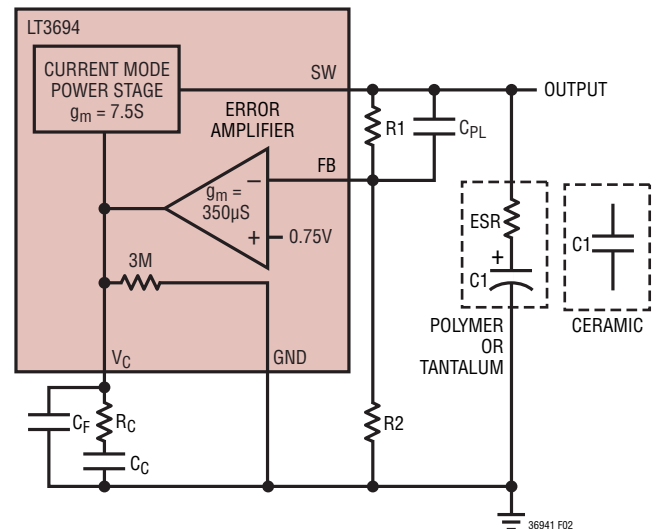 LT3694
CURRENT MODE
POWER STAGE
gm = 7.5S
SW
OUTPUT
ERROR
AMPLIFIER
R1
CPL
FB
gm =
350µS
−
+
0.75V
ESR
+
C1
C1
3M
POLYMER
OR
TANTALUM
CERAMIC
VC
GND
CF
RC
R2
CC
36941 F02